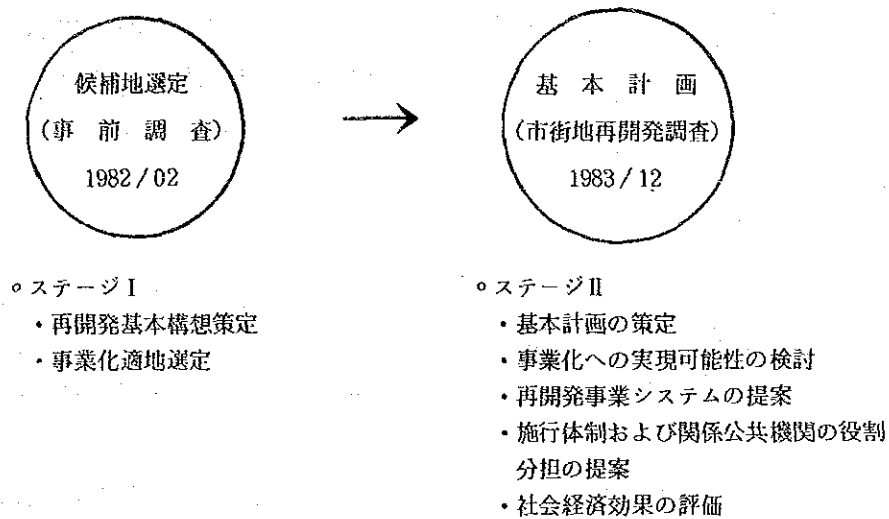 候補地選定
(事前調査)
1982/02
→
基本計画
(市街地再開発調査)
1983/12
○ステージⅠ
・再開発基本構想策定
・事業化適地選定
○ステージⅡ
・基本計画の策定
・事業化への実現可能性の検討
・再開発事業システムの提案
・施行体制および関係公共機関の役割
分担の提案
・社会経済効果の評価